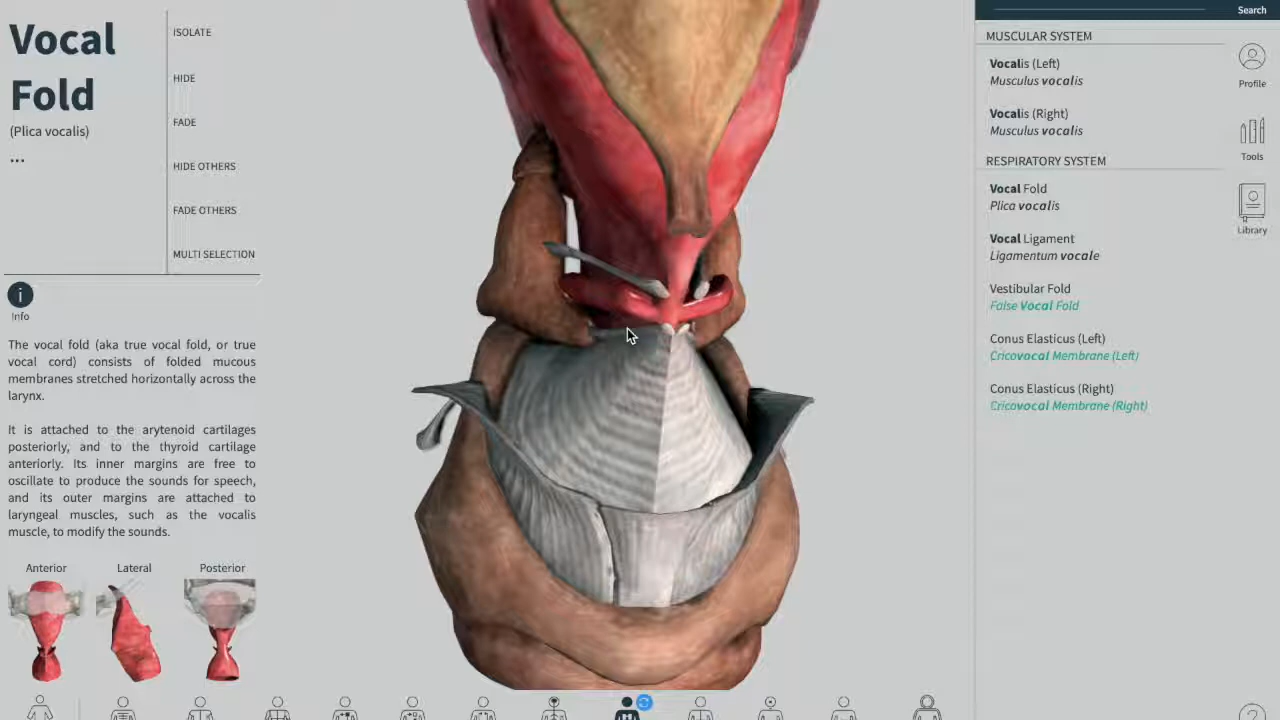 Vocal
Fold
(Plica vocalis)
...
ISOLATE
HIDE
FADE
HIDE OTHERS
FADE OTHERS
MULTI SELECTION
i
Info
The vocal fold (aka true vocal fold, or true
vocal cord) consists of folded mucous
membranes stretched horizontally across the
larynx.
It is attached to the arytenoid cartilages
posteriorly, and to the thyroid cartilage
anteriorly. Its inner margins are free to
oscillate to produce the sounds for speech,
and its outer margins are attached to
laryngeal muscles, such as the vocalis
muscle, to modify the sounds.
Anterior
Lateral
Posterior
Search
MUSCULAR SYSTEM
Vocalis (Left)
Musculus vocalis
Vocalis (Right)
Musculus vocalis
RESPIRATORY SYSTEM
Vocal Fold
Plica vocalis
Vocal Ligament
Ligamentum vocale
Vestibular Fold
False Vocal Fold
Conus Elasticus (Left)
Cricovocal Membrane (Left)
Conus Elasticus (Right)
Cricovocal Membrane (Right)
Profile
Tools
Library
?